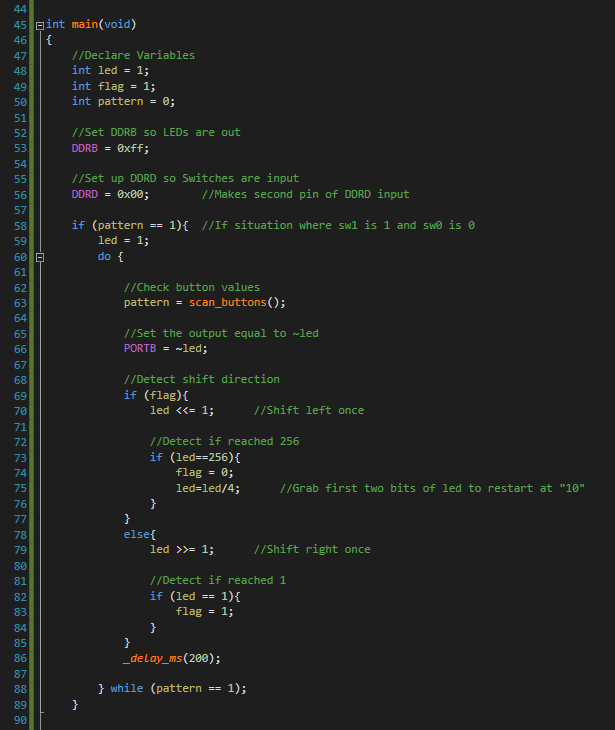 44
45 int main(void)
46 {
47 //Declare Variables
48 int led = 1;
49 int flag = 1;
50 int pattern = 0;
51
52 //Set DDRB so LEDs are out
53 DDRB = 0xff;
54
55 //Set up DDRD so Switches are input
56 DDRD = 0x00; //Makes second pin of DDRD input
57
58 if (pattern == 1){ //If situation where sw1 is 1 and sw0 is 0
59 led = 1;
60 do {
61
62 //Check button values
63 pattern = scan_buttons();
64
65 //Set the output equal to ~led
66 PORTB = ~led;
67
68 //Detect shift direction
69 if (flag){
70 led <<= 1; //Shift left once
71
72 //Detect if reached 256
73 if (led==256){
74 flag = 0;
75 led=led/4; //Grab first two bits of led to restart at "10"
76 }
77 }
78 else{
79 led >>= 1; //Shift right once
80
81 //Detect if reached 1
82 if (led == 1){
83 flag = 1;
84 }
85 }
86 _delay_ms(200);
87
88 } while (pattern == 1);
89 }
90